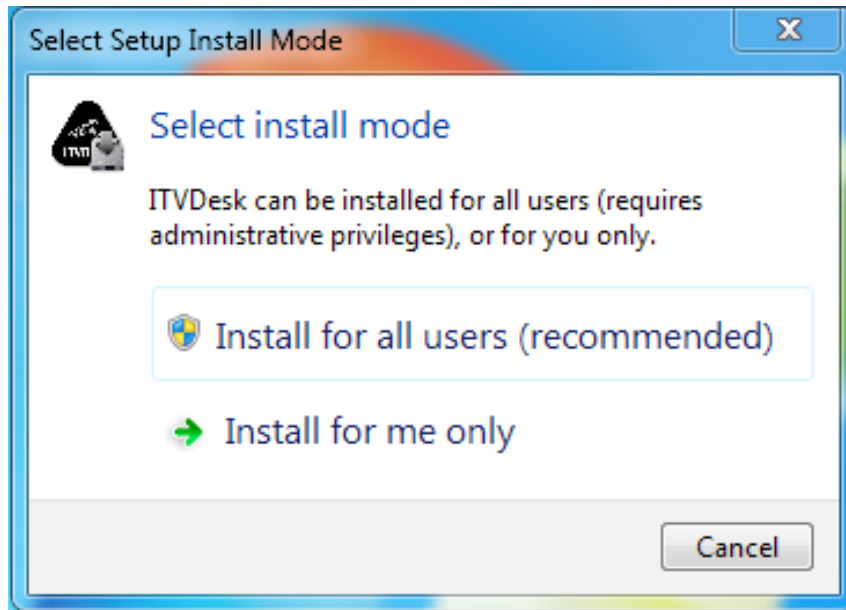 Select Setup Install Mode
Select install mode
ITVDesk can be installed for all users (requires
administrative privileges), or for you only.
Install for all users (recommended)
Install for me only
Cancel